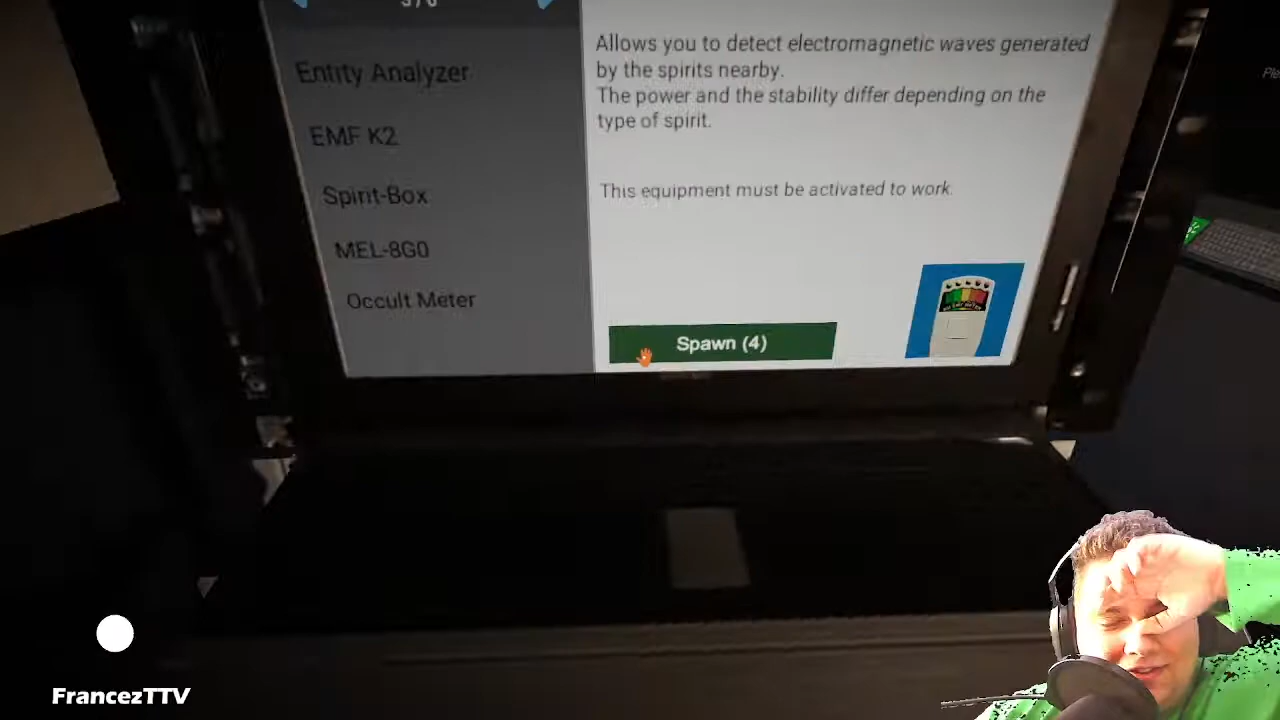 Allows you to detect electromagnetic waves generated
by the spirits nearby.
The power and the stability differ depending on the
type of spirit.
This equipment must be activated to work.
Entity Analyzer
EMF K2
Spirit-Box
MEL-8G0
Occult Meter
Spawn (4)
FrancezTTV